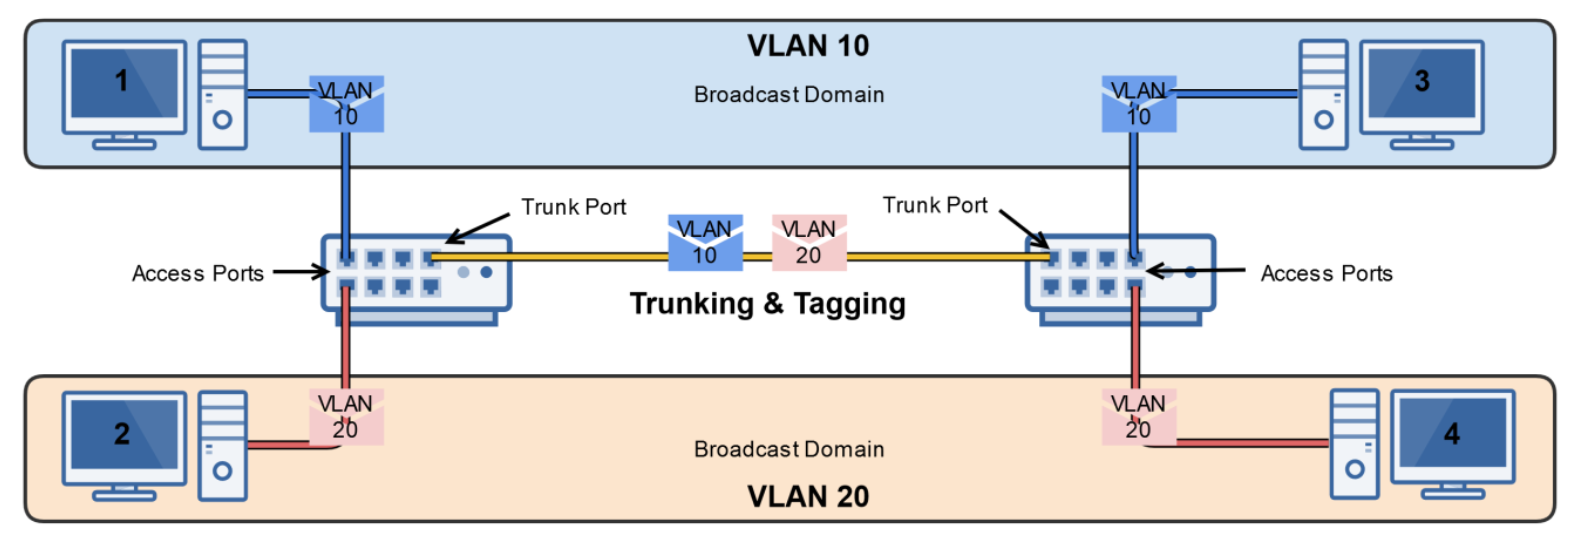 VLAN 10
Broadcast Domain
1
VLAN
10
VLAN
10
3
Trunk Port
Trunk Port
VLAN
10
VLAN
20
Access Ports
Access Ports
Trunking & Tagging
2
VLAN
20
VLAN
20
4
Broadcast Domain
VLAN 20